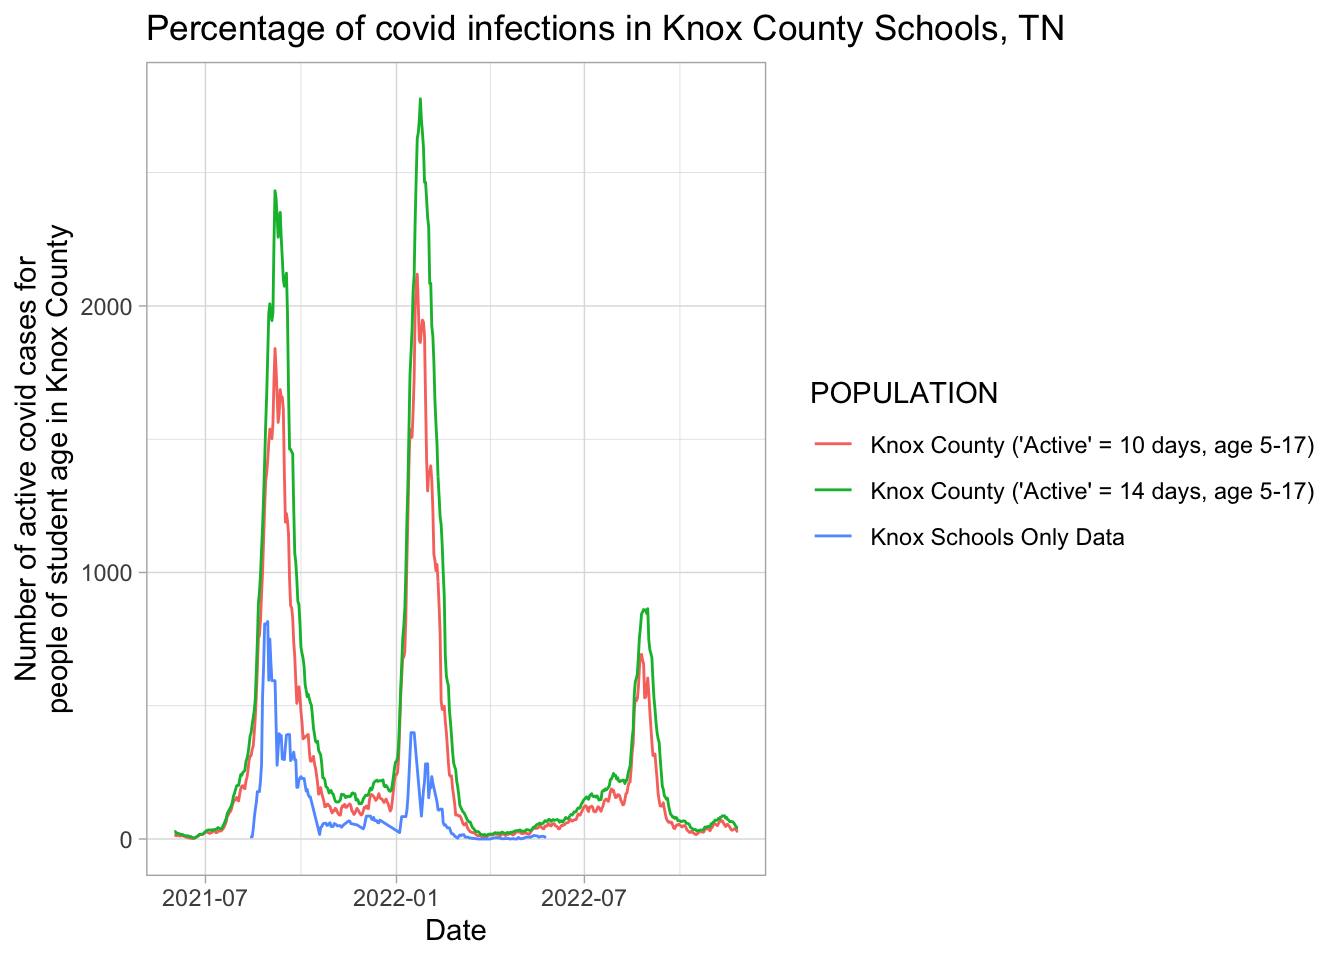 Percentage of covid infections in Knox County Schools, TN
Number of active covid cases for
people of student age in Knox County
2000
1000
0
2021-07
2022-01
2022-07
Date
POPULATION
Knox County ('Active' = 10 days, age 5-17)
Knox County ('Active' = 14 days, age 5-17)
Knox Schools Only Data